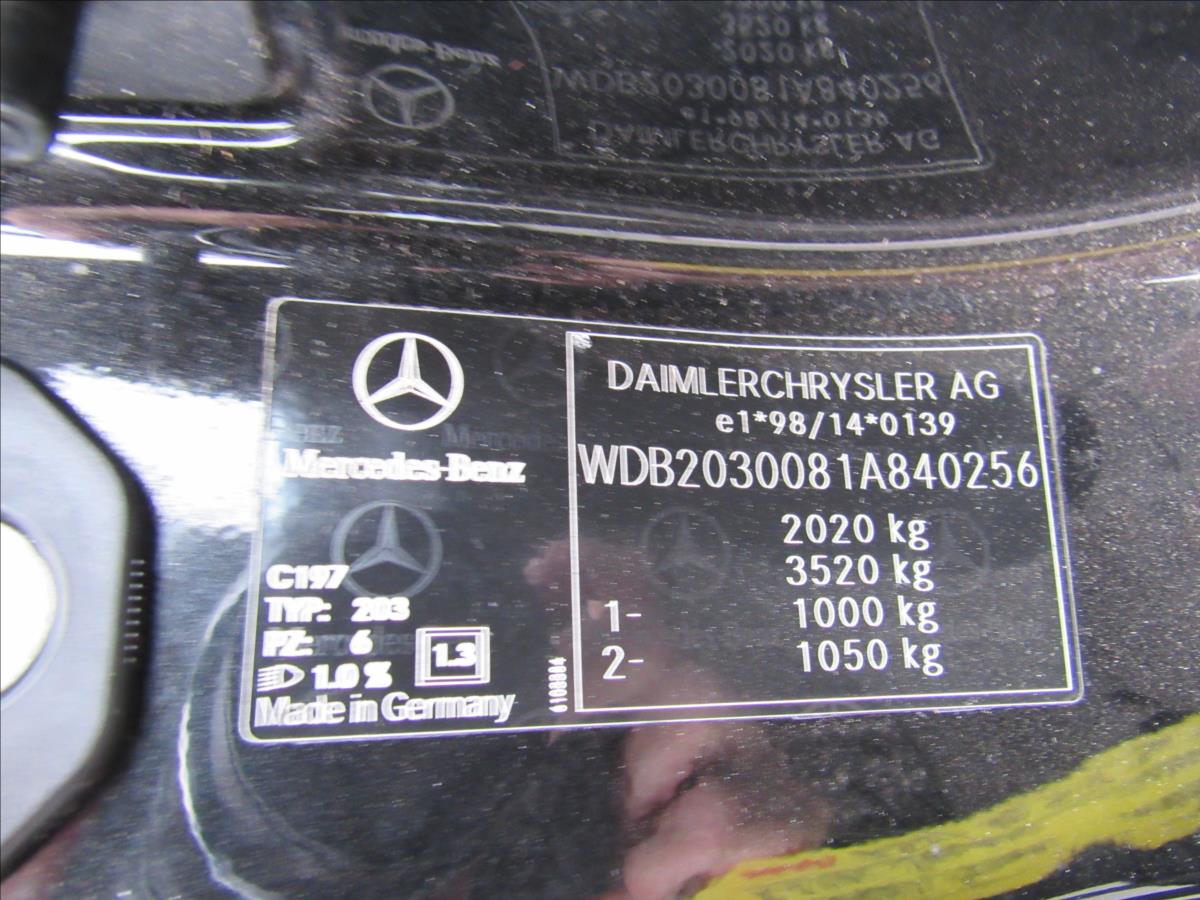 Mercedes-Benz
C197
TYP: 203
PZ: 6
1.0 %
1.3
Made in Germany
DAIMLERCHRYSLER AG
e1*98/14*0139
WDB2030081A840256
2020 kg
3520 kg
1- 1000 kg
2- 1050 kg